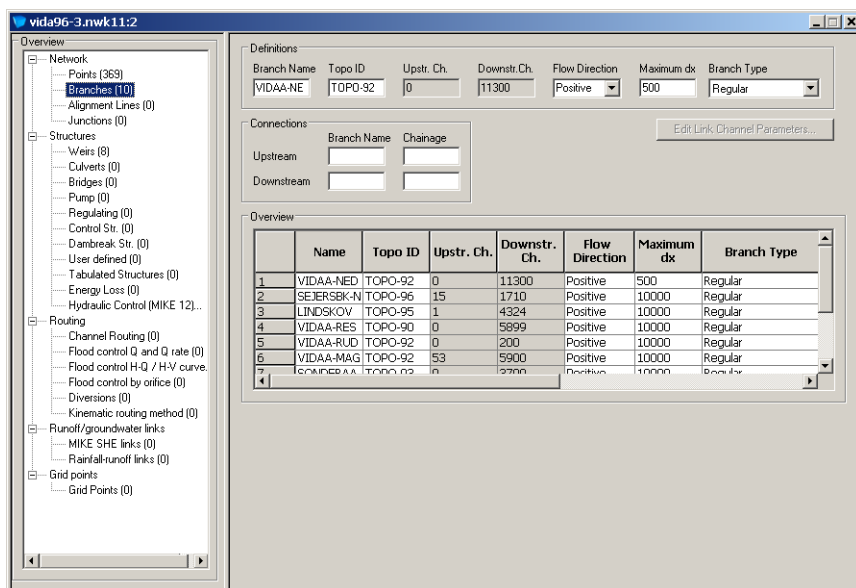 vida96-3.nwk11:2
Overview
Network
Points (369)
Branches (10)
Alignment Lines (0)
Junctions (0)
Structures
Weirs (8)
Culverts (0)
Bridges (0)
Pump (0)
Regulating (0)
Control Str. (0)
Dambreak Str. (0)
User defined (0)
Tabulated Structures (0)
Energy Loss (0)
Hydraulic Control (MIKE 12)...
Routing
Channel Routing (0)
Flood control Q and Q rate (0)
Flood control H-Q / H-V curve.
Flood control by orifice (0)
Diversions (0)
Kinematic routing method (0)
Runoff/groundwater links
MIKE SHE links (0)
Rainfall-runoff links (0)
Grid points
Grid Points (0)
Definitions
Branch Name Topo ID Upstr. Ch. Downstr.Ch. Flow Direction Maximum dx Branch Type
VIDAA-NE TOPO-92 0 11300 Positive 500 Regular
Connections
Branch Name Chainage
Upstream
Downstream
Edit Link Channel Parameters...
Overview
Name Topo ID Upstr. Ch. Downstr. Ch. Flow Direction Maximum dx Branch Type
1 VIDAA-NED TOPO-92 0 11300 Positive 500 Regular
2 SEJERSBK-N TOPO-96 15 1710 Positive 10000 Regular
3 LINDSKOV TOPO-95 1 4324 Positive 10000 Regular
4 VIDAA-RES TOPO-90 0 5899 Positive 10000 Regular
5 VIDAA-RUD TOPO-92 0 200 Positive 10000 Regular
6 VIDAA-MAG TOPO-92 53 5900 Positive 10000 Regular
7 SONDERAA TOPO-93 0 3700 Positive 10000 Regular